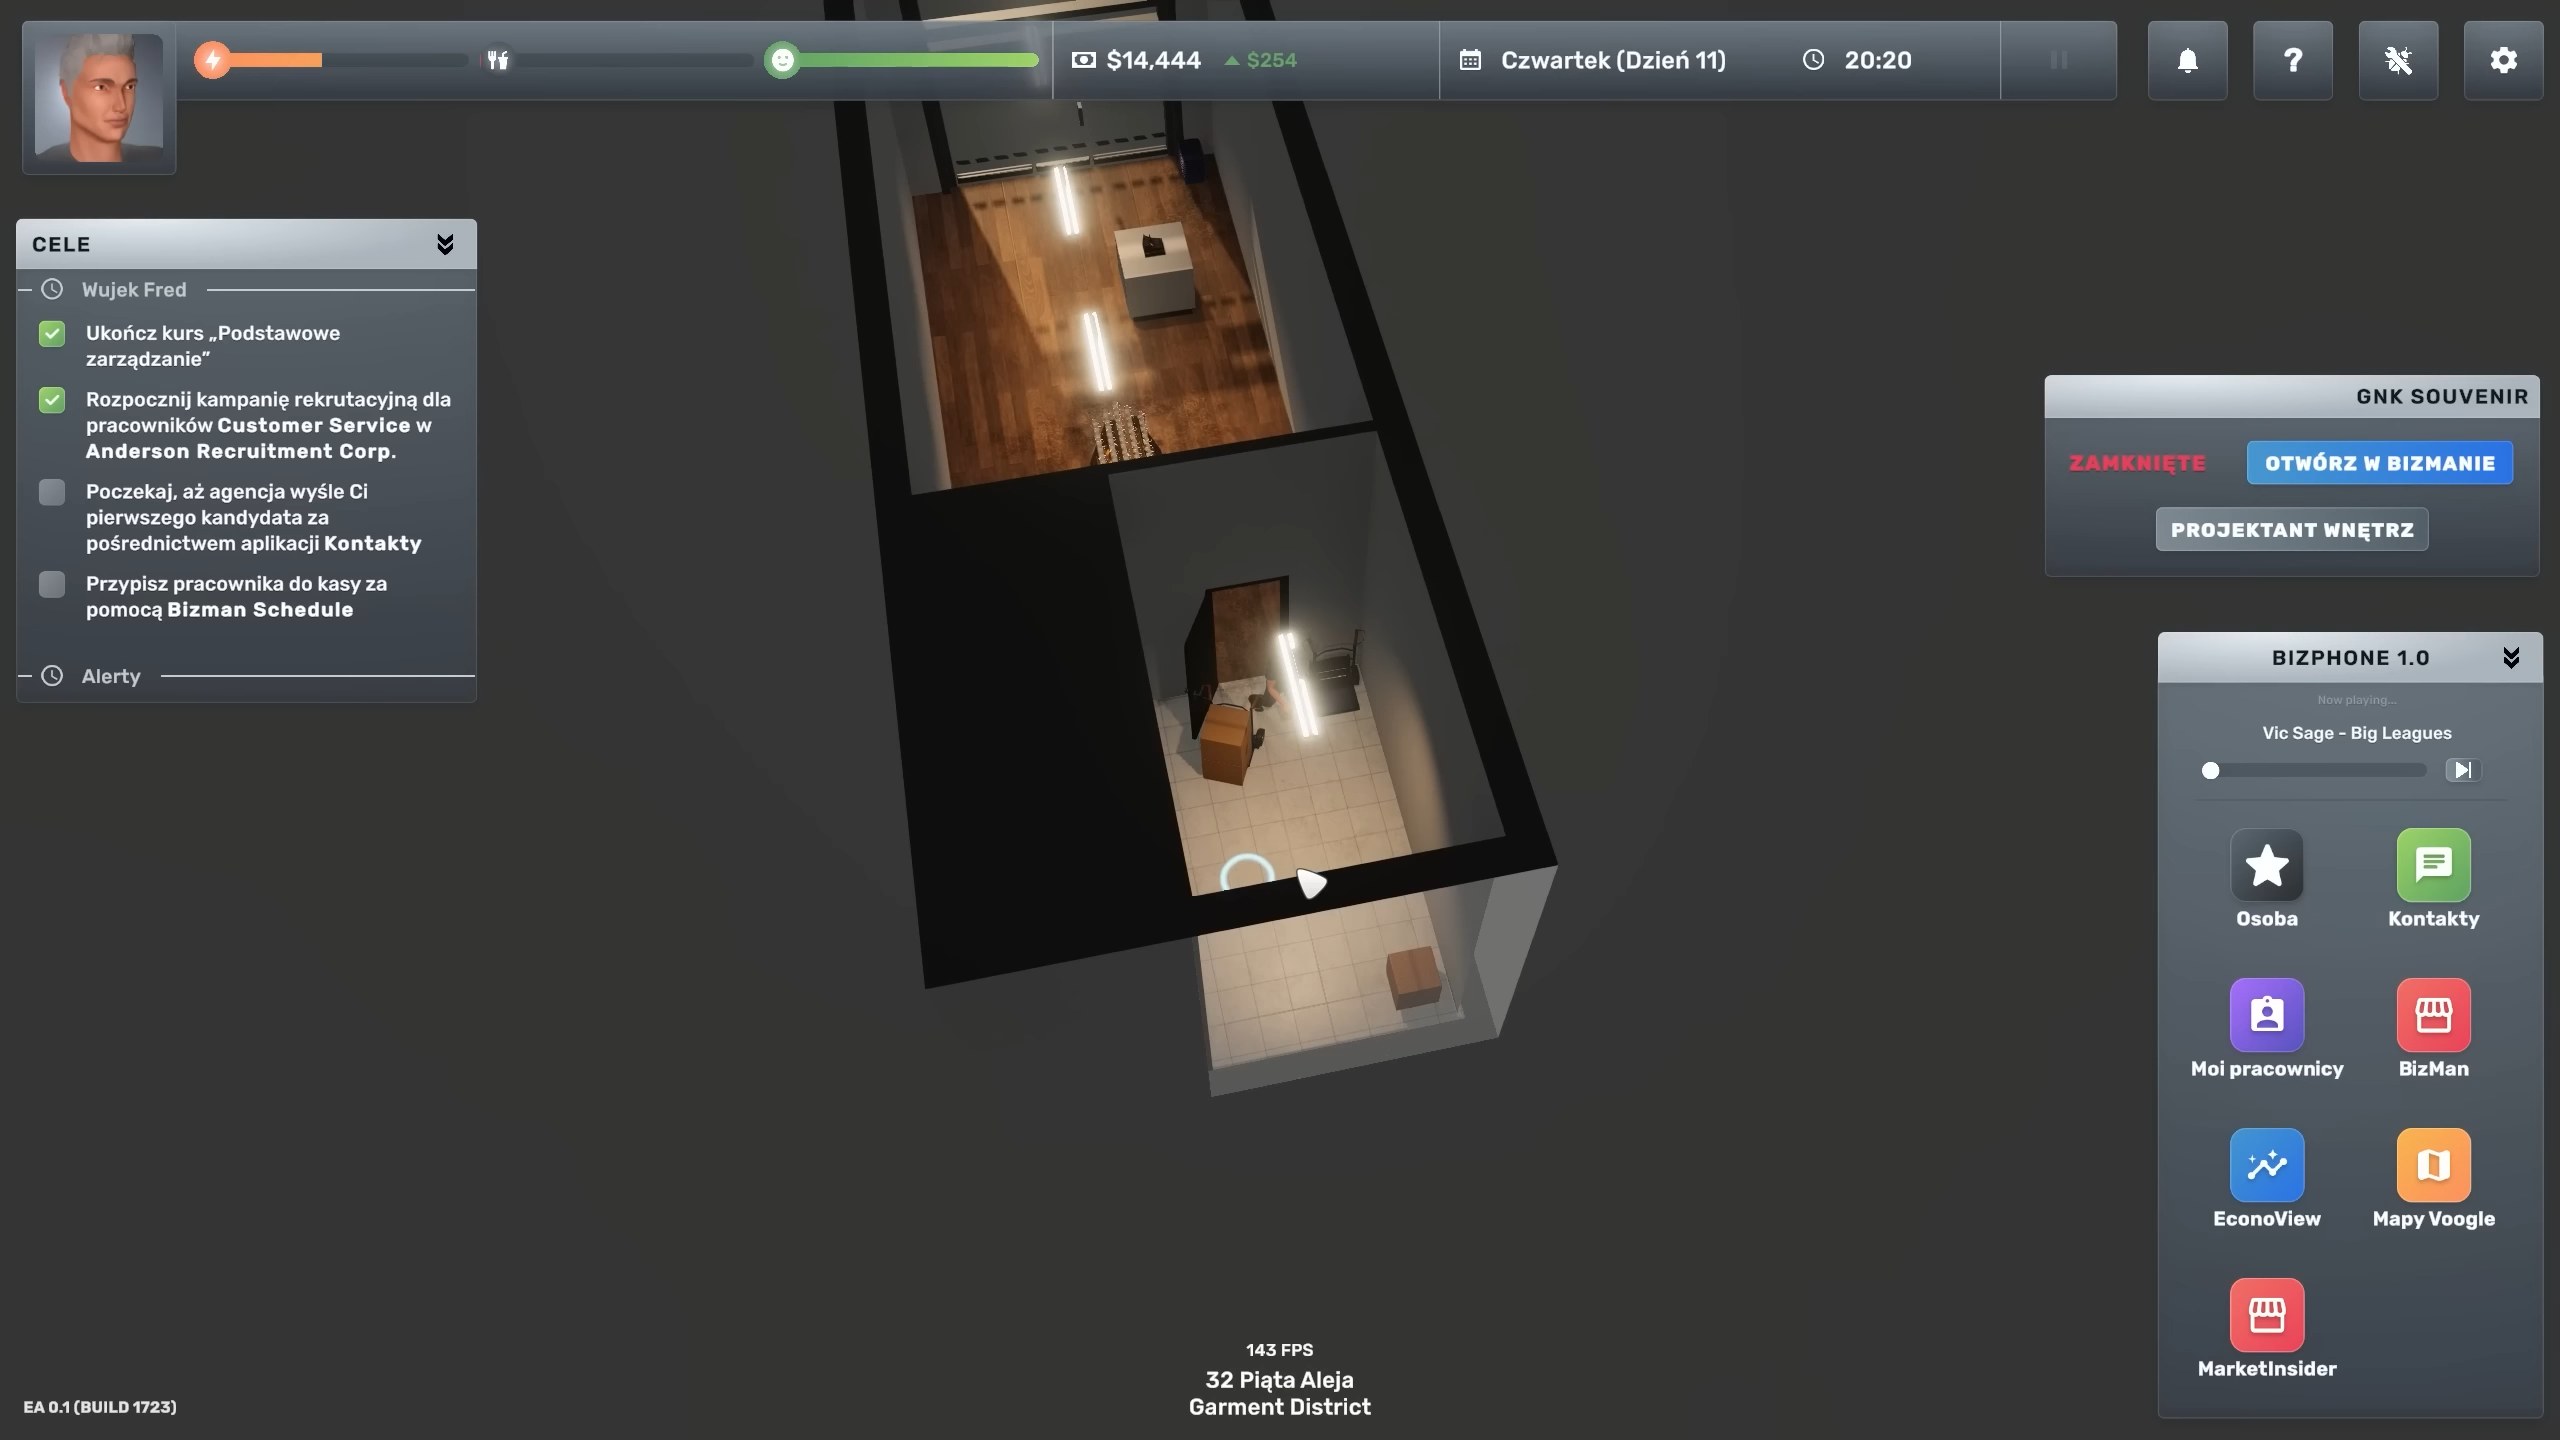 $14,444
$254
Czwartek (Dzień 11)
20:20
?
CELE
Wujek Fred
Ukończ kurs „Podstawowe
zarządzanie”
Rozpocznij kampanię rekrutacyjną dla
pracowników Customer Service w
Anderson Recruitment Corp.
Poczekaj, aż agencja wyśle Ci
pierwszego kandydata za
pośrednictwem aplikacji Kontakty
Przypisz pracownika do kasy za
pomocą Bizman Schedule
Alerty
GNK SOUVENIR
ZAMKNIĘTE
OTWÓRZ W BIZMANIE
PROJEKTANT WNĘTRZ
BIZPHONE 1.0
Now playing...
Vic Sage - Big Leagues
Osoba
Kontakty
Moi pracownicy
BizMan
EconoView
Mapy Voogle
MarketInsider
143 FPS
32 Piąta Aleja
Garment District
EA 0.1 (BUILD 1723)